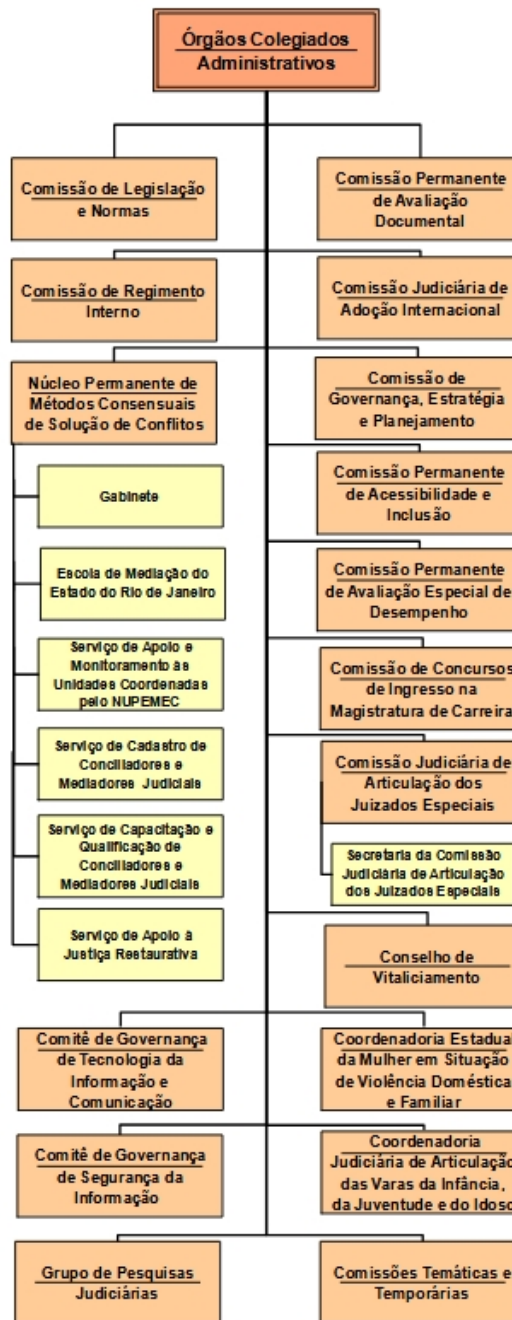 Órgãos Colegiados
Administrativos
Comissão de Legislação
e Normas
Comissão Permanente
de Avaliação
Documental
Comissão de Regimento
Interno
Comissão Judiciária de
Adoção Internacional
Núcleo Permanente de
Métodos Consensuais
de Solução de Conflitos
Comissão de
Governança, Estratégia
e Planejamento
Gabinete
Escola de Mediação do
Estado do Rio de Janeiro
Serviço de Apoio e
Monitoramento às
Unidades Coordenadas
pelo NUPEMEC
Serviço de Cadastro de
Conciliadores e
Mediadores Judiciais
Serviço de Capacitação e
Qualificação de
Conciliadores e
Mediadores Judiciais
Serviço de Apoio à
Justiça Restaurativa
Comissão Permanente
de Acessibilidade e
Inclusão
Comissão Permanente
de Avaliação Especial de
Desempenho
Comissão de Concursos
de Ingresso na
Magistratura de Carreira
Comissão Judiciária de
Articulação dos
Juizados Especiais
Secretaria da Comissão
Judiciária de Articulação
dos Juizados Especiais
Conselho de
Vitaliciamento
Comitê de Governança
de Tecnologia da
Informação e
Comunicação
Coordenadoria Estadual
da Mulher em Situação
de Violência Doméstica
e Familiar
Comitê de Governança
de Segurança da
Informação
Coordenadoria
Judiciária de Articulação
das Varas da Infância,
da Juventude e do Idoso
Grupo de Pesquisas
Judiciárias
Comissões Temáticas e
Temporárias